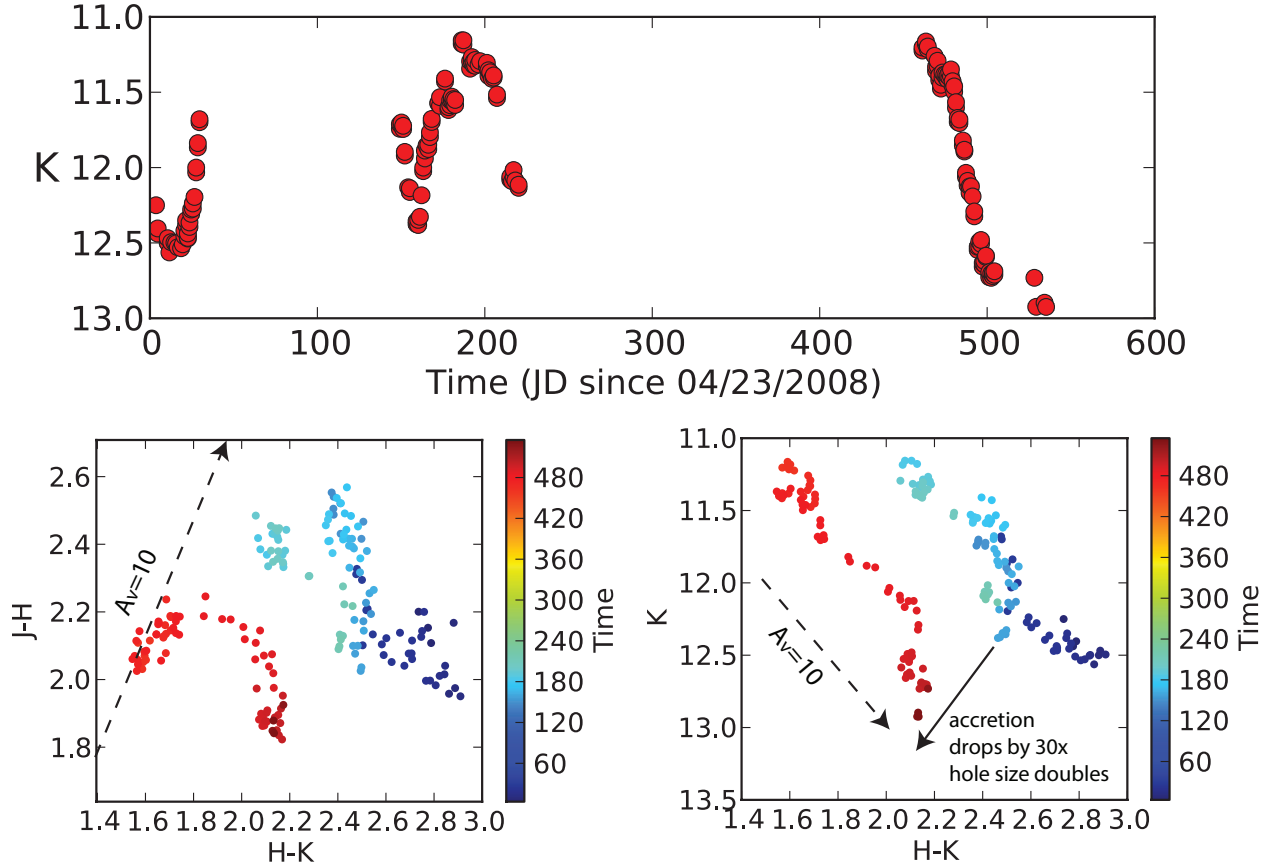 11.0
11.5
12.0
12.5
13.0
K
0 100 200 300 400 500 600
Time (JD since 04/23/2008)
2.6
2.4
2.2
2.0
1.8
J-H
A_V=10
1.4 1.6 1.8 2.0 2.2 2.4 2.6 2.8 3.0
H-K
480
420
360
300
240
180
120
60
Time
11.0
11.5
12.0
12.5
13.0
13.5
K
A_V=10
accretion
drops by 30x
hole size doubles
1.4 1.6 1.8 2.0 2.2 2.4 2.6 2.8 3.0
H-K
480
420
360
300
240
180
120
60
Time